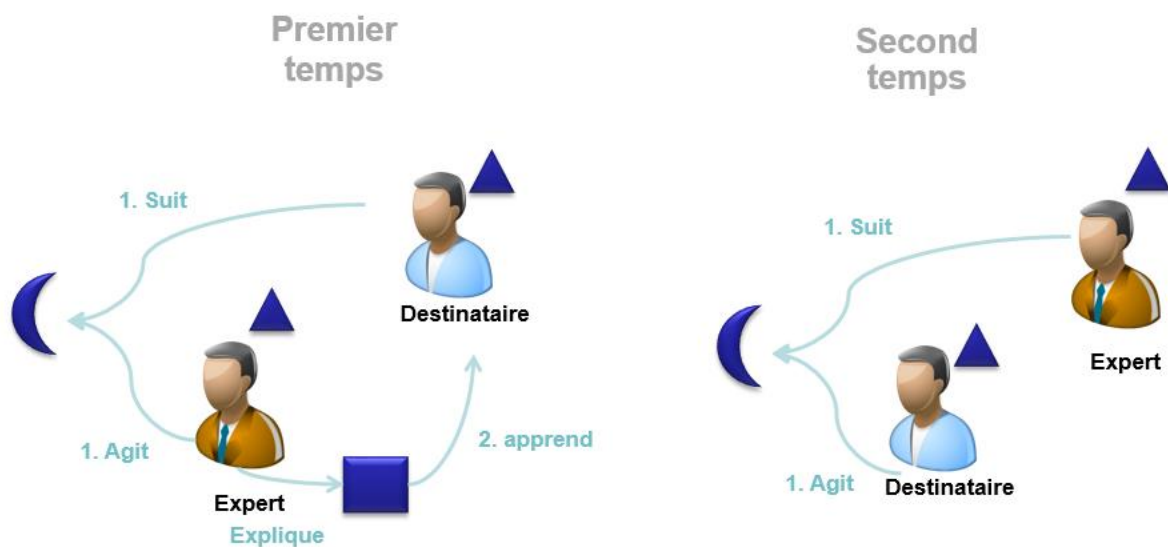 Premier
temps
1. Suit
Destinataire
1. Agit
2. apprend
Expert
Explique
Second
temps
1. Suit
Expert
1. Agit
Destinataire